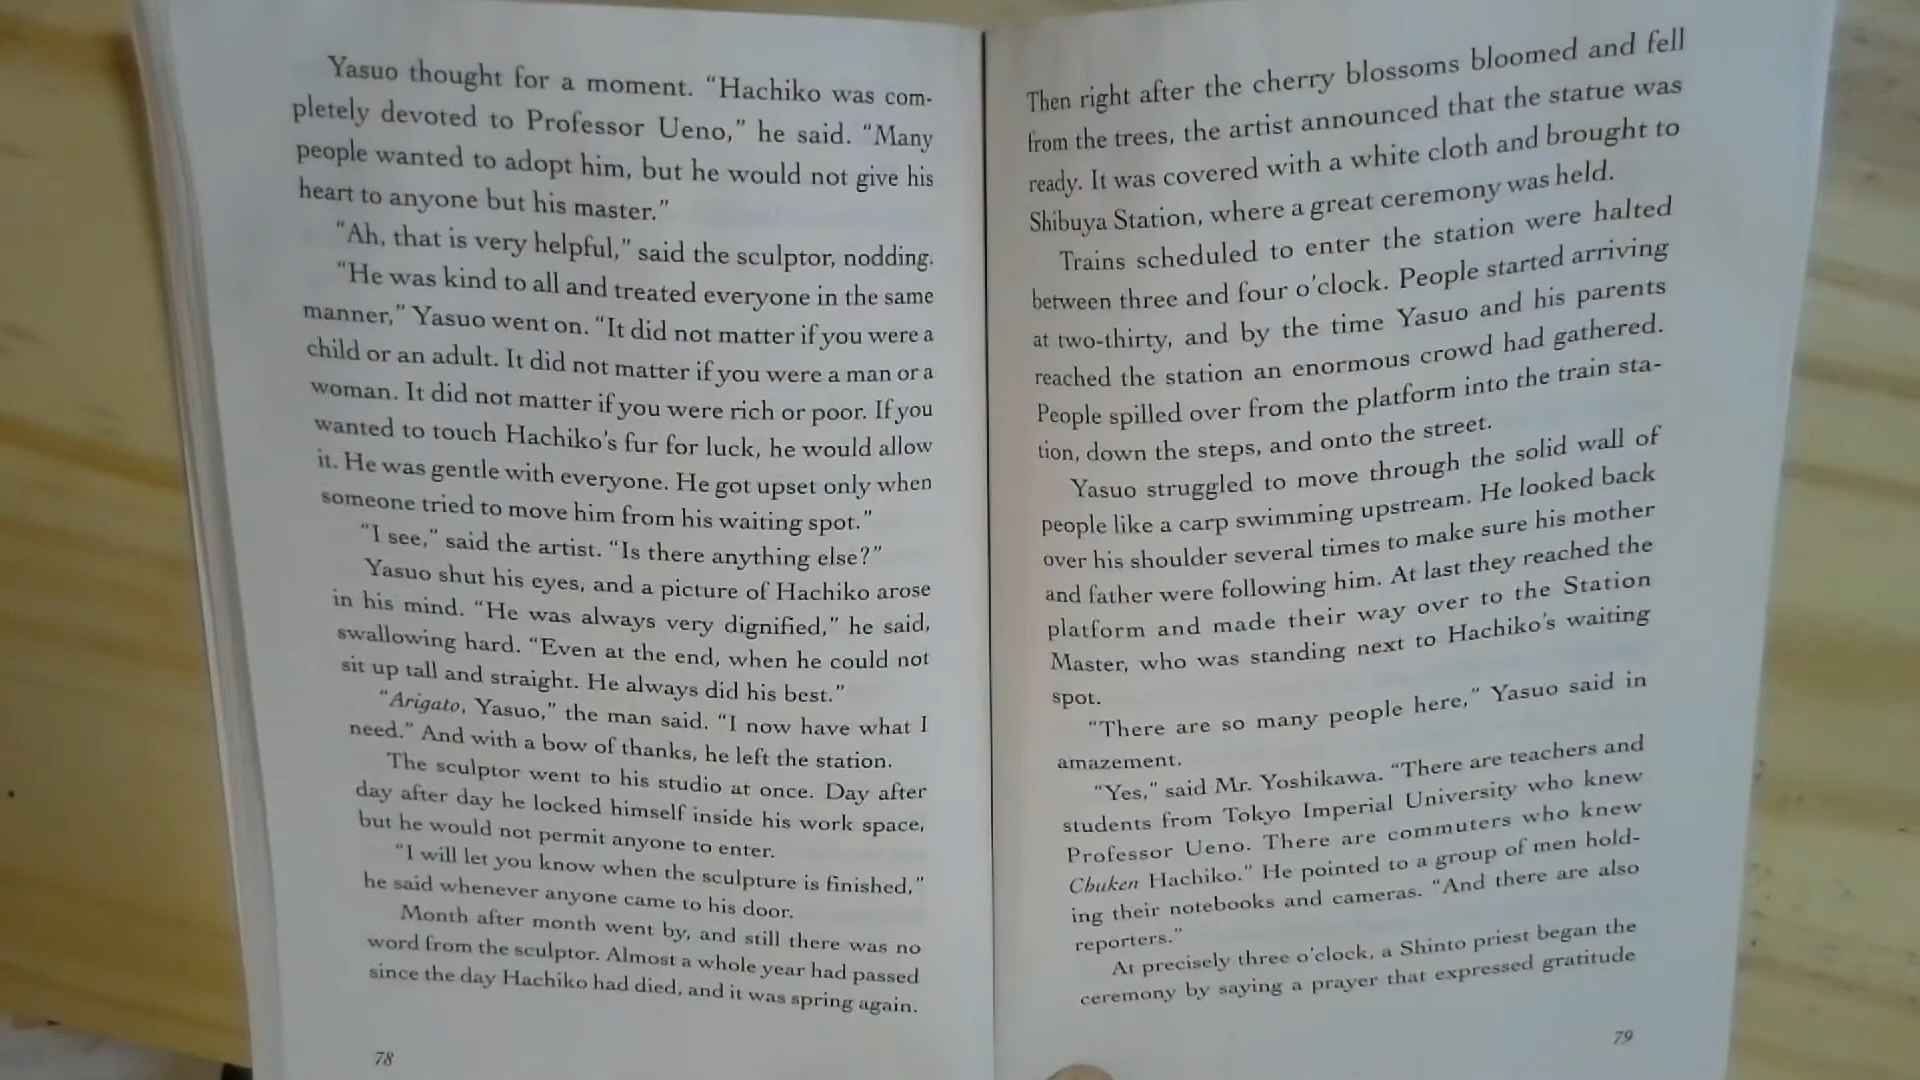 Yasuo thought for a moment. “Hachiko was com-
pletely devoted to Professor Ueno,” he said. “Many
people wanted to adopt him, but he would not give his
heart to anyone but his master.”
“Ah, that is very helpful,” said the sculptor, nodding.
“He was kind to all and treated everyone in the same
manner,” Yasuo went on. “It did not matter if you were a
child or an adult. It did not matter if you were a man or a
woman. It did not matter if you were rich or poor. If you
wanted to touch Hachiko’s fur for luck, he would allow
it. He was gentle with everyone. He got upset only when
someone tried to move him from his waiting spot.”
“I see,” said the artist. “Is there anything else?”
Yasuo shut his eyes, and a picture of Hachiko arose
in his mind. “He was always very dignified,” he said,
swallowing hard. “Even at the end, when he could not
sit up tall and straight. He always did his best.”
“Arigato, Yasuo,” the man said. “I now have what I
need.” And with a bow of thanks, he left the station.
The sculptor went to his studio at once. Day after
day after day he locked himself inside his work space,
but he would not permit anyone to enter.
“I will let you know when the sculpture is finished,”
he said whenever anyone came to his door.
Month after month went by, and still there was no
word from the sculptor. Almost a whole year had passed
since the day Hachiko had died, and it was spring again.
78
Then right after the cherry blossoms bloomed and fell
from the trees, the artist announced that the statue was
ready. It was covered with a white cloth and brought to
Shibuya Station, where a great ceremony was held.
Trains scheduled to enter the station were halted
between three and four o’clock. People started arriving
at two-thirty, and by the time Yasuo and his parents
reached the station an enormous crowd had gathered.
People spilled over from the platform into the train sta-
tion, down the steps, and onto the street.
Yasuo struggled to move through the solid wall of
people like a carp swimming upstream. He looked back
over his shoulder several times to make sure his mother
and father were following him. At last they reached the
platform and made their way over to the Station
Master, who was standing next to Hachiko’s waiting
spot.
“There are so many people here,” Yasuo said in
amazement.
“Yes,” said Mr. Yoshikawa. “There are teachers and
students from Tokyo Imperial University who knew
Professor Ueno. There are commuters who knew
Chuken Hachiko.” He pointed to a group of men hold-
ing their notebooks and cameras. “And there are also
reporters.”
At precisely three o’clock, a Shinto priest began the
ceremony by saying a prayer that expressed gratitude
79